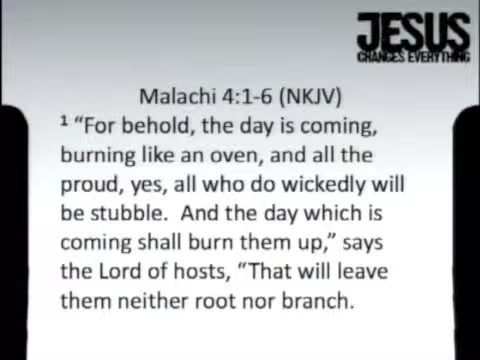 JESUS
CHANGES EVERYTHING
Malachi 4:1-6 (NKJV)
¹ “For behold, the day is coming,
burning like an oven, and all the
proud, yes, all who do wickedly will
be stubble.  And the day which is
coming shall burn them up,” says
the Lord of hosts, “That will leave
them neither root nor branch.